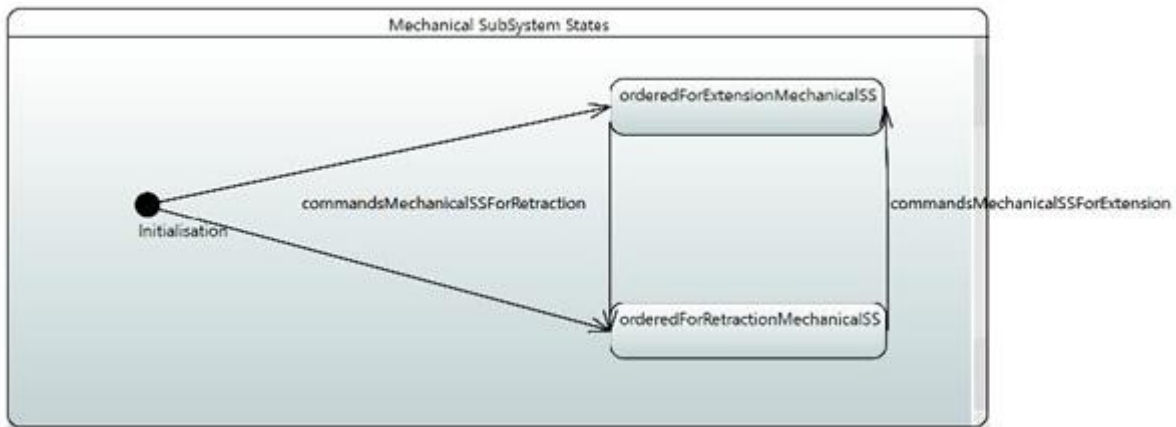 Mechanical SubSystem States
orderedForExtensionMechanicalSS
commandsMechanicalSSForRetraction
commandsMechanicalSSForExtension
Initialisation
orderedForRetractionMechanicalSS